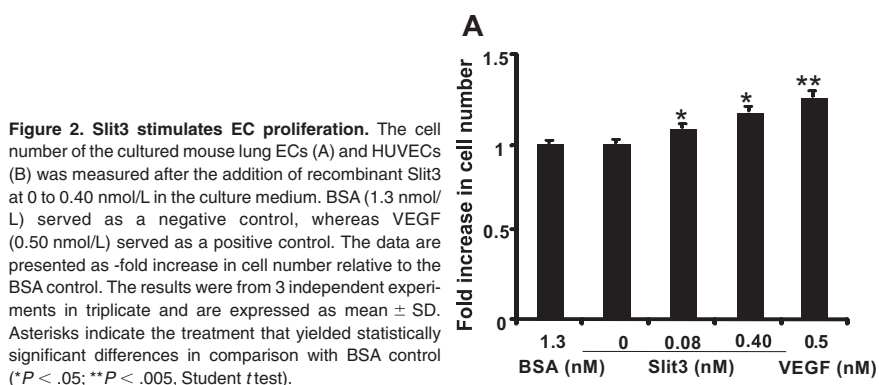 Figure 2. Slit3 stimulates EC proliferation. The cell
number of the cultured mouse lung ECs (A) and HUVECs
(B) was measured after the addition of recombinant Slit3
at 0 to 0.40 nmol/L in the culture medium. BSA (1.3 nmol/
L) served as a negative control, whereas VEGF
(0.50 nmol/L) served as a positive control. The data are
presented as -fold increase in cell number relative to the
BSA control. The results were from 3 independent experi-
ments in triplicate and are expressed as mean ± SD.
Asterisks indicate the treatment that yielded statistically
significant differences in comparison with BSA control
(*P < .05; **P < .005, Student t test).
A
Fold increase in cell number
1.5
1
0.5
0
* * **
1.3 0 0.08 0.40 0.5
BSA (nM) Slit3 (nM) VEGF (nM)